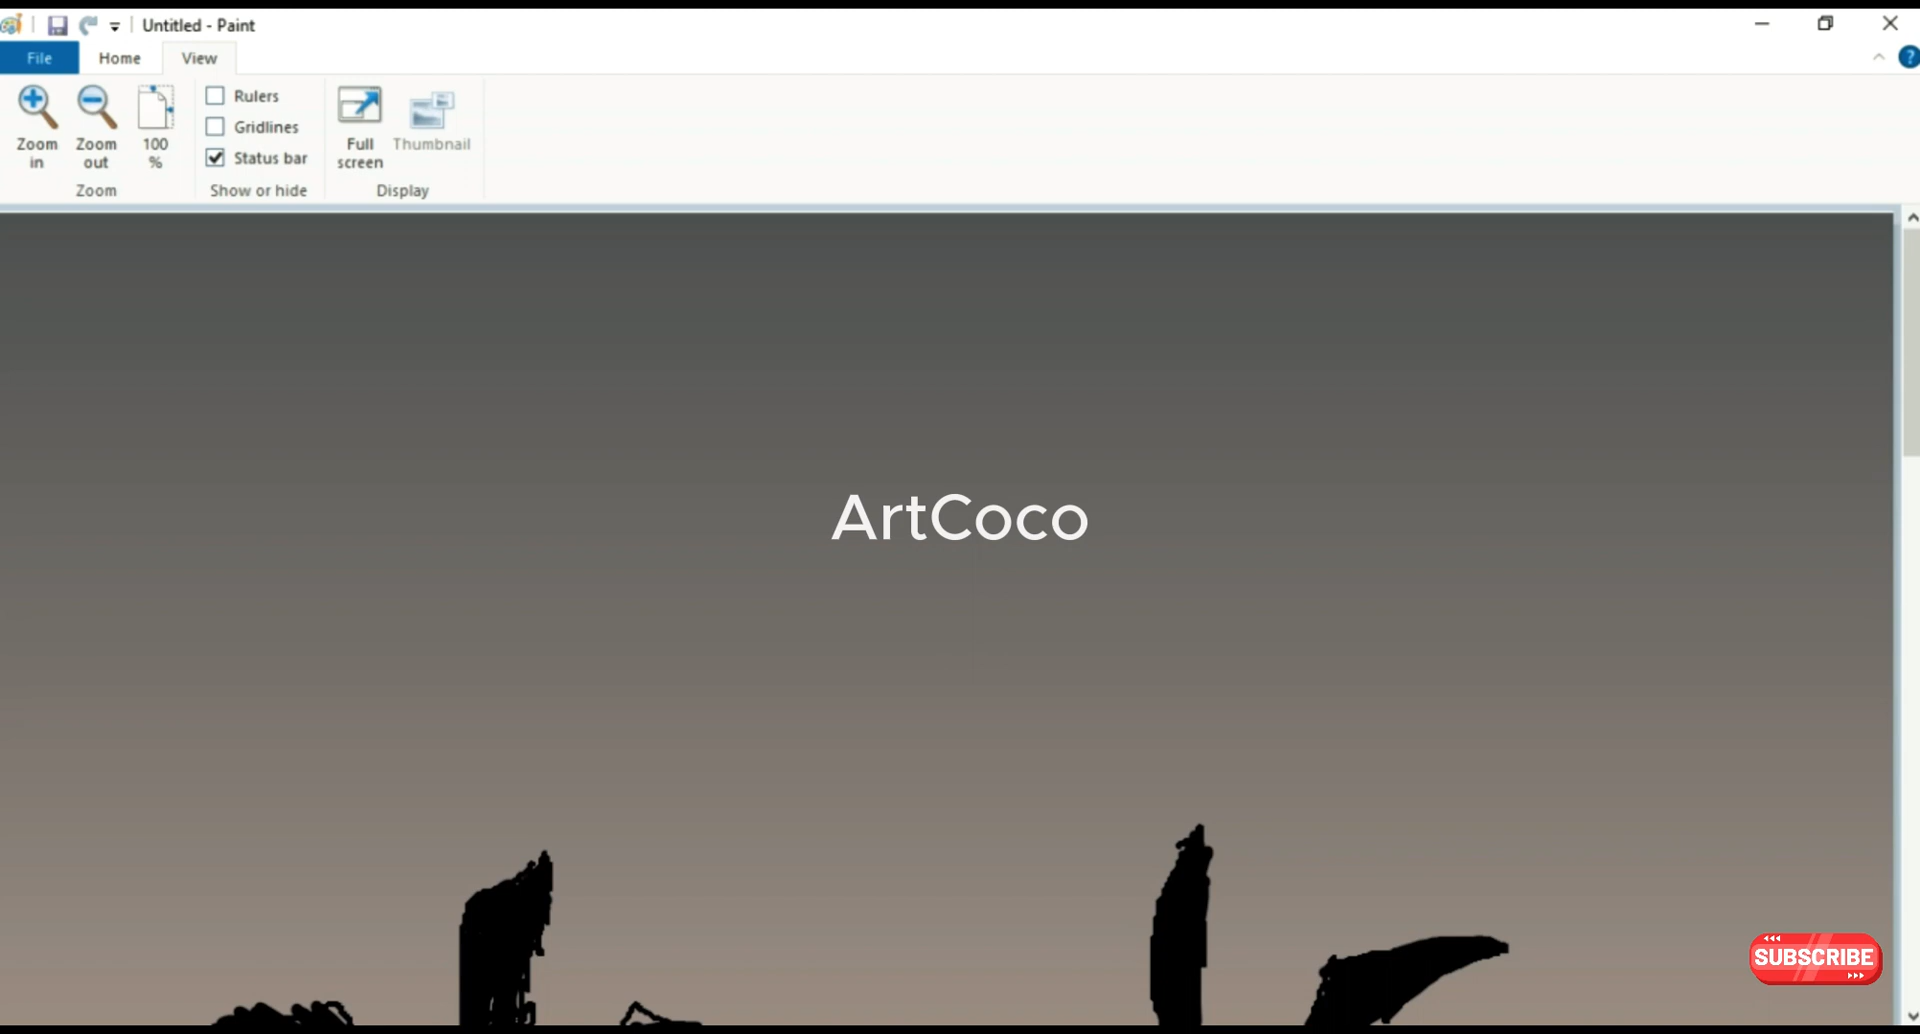 Untitled - Paint
File Home View ?
Rulers
Gridlines
Status bar
Zoom in
Zoom out
100 %
Full screen
Thumbnail
Zoom
Show or hide
Display
ArtCoco
SUBSCRIBE